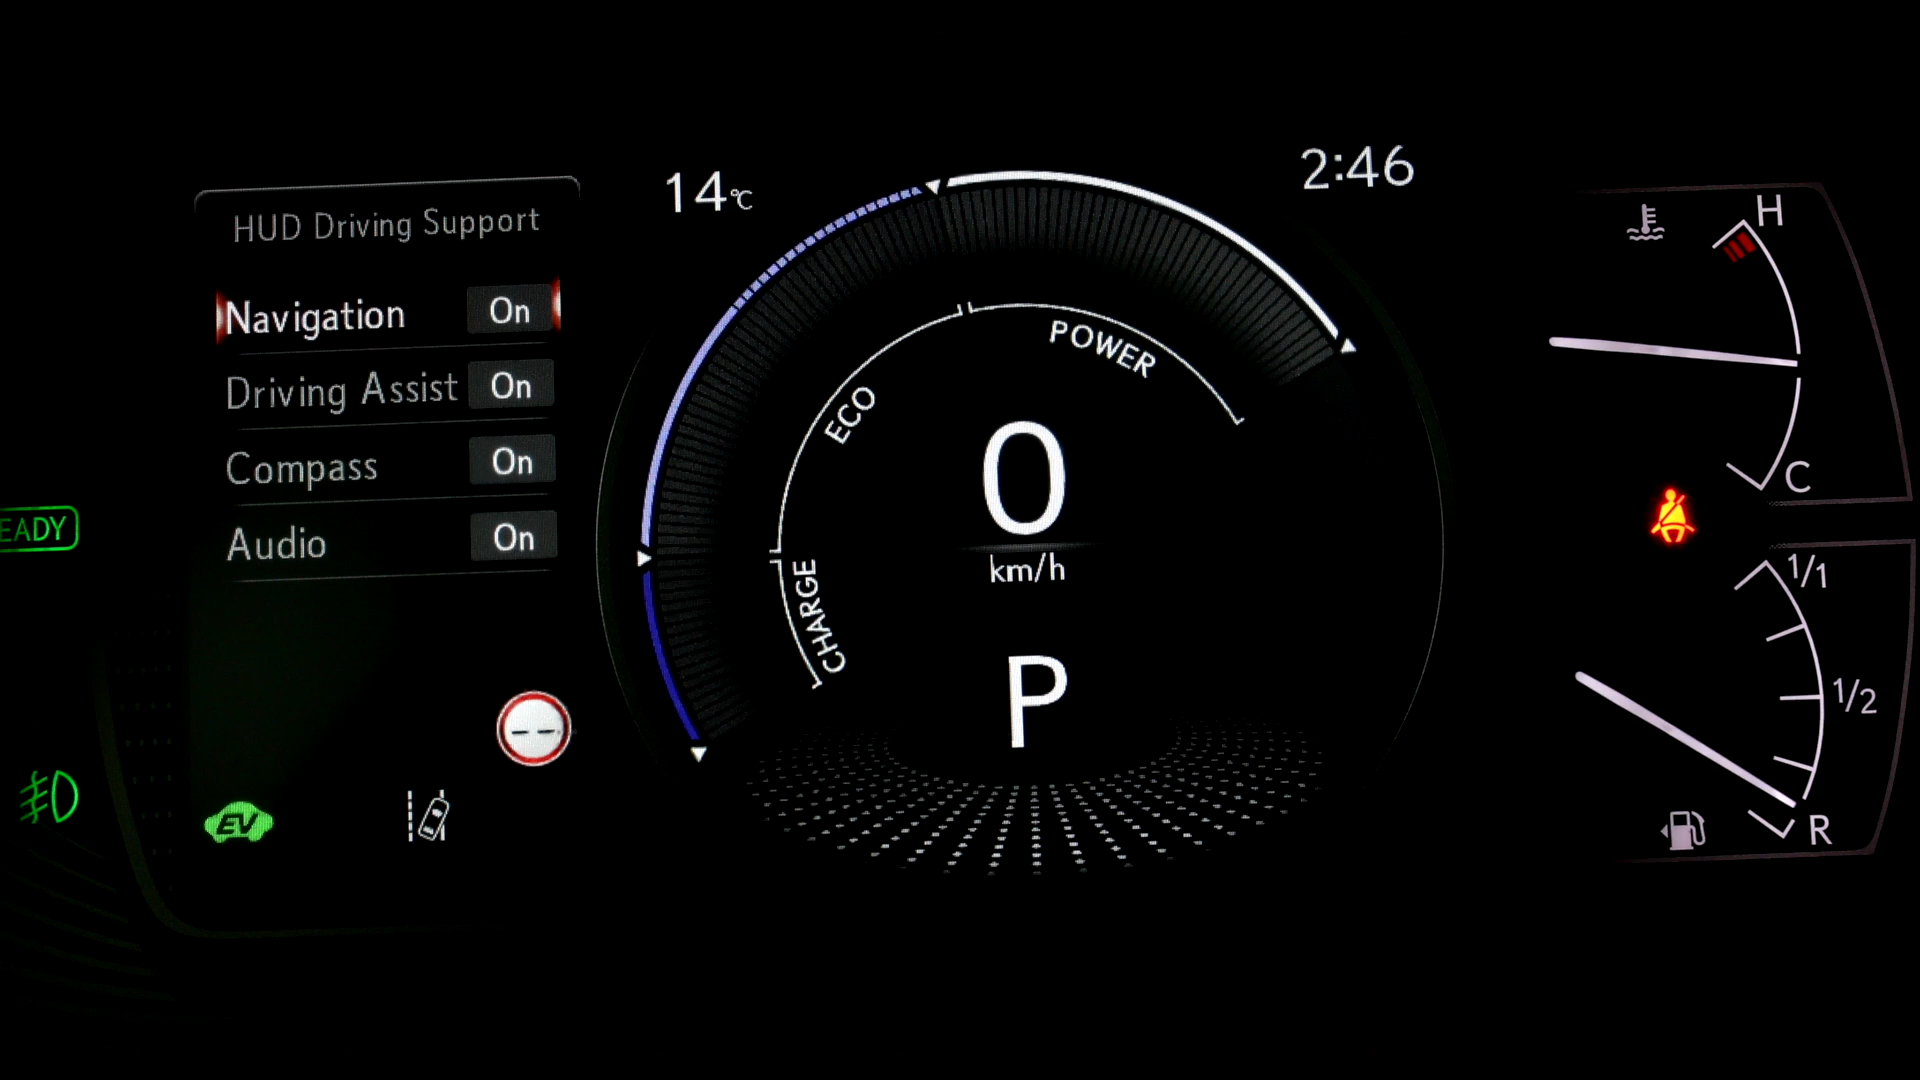 14°C
2:46
HUD Driving Support
Navigation On
Driving Assist On
Compass On
Audio On
EADY
POWER
ECO
CHARGE
0
km/h
P
--
EV
H
C
1/1
1/2
R